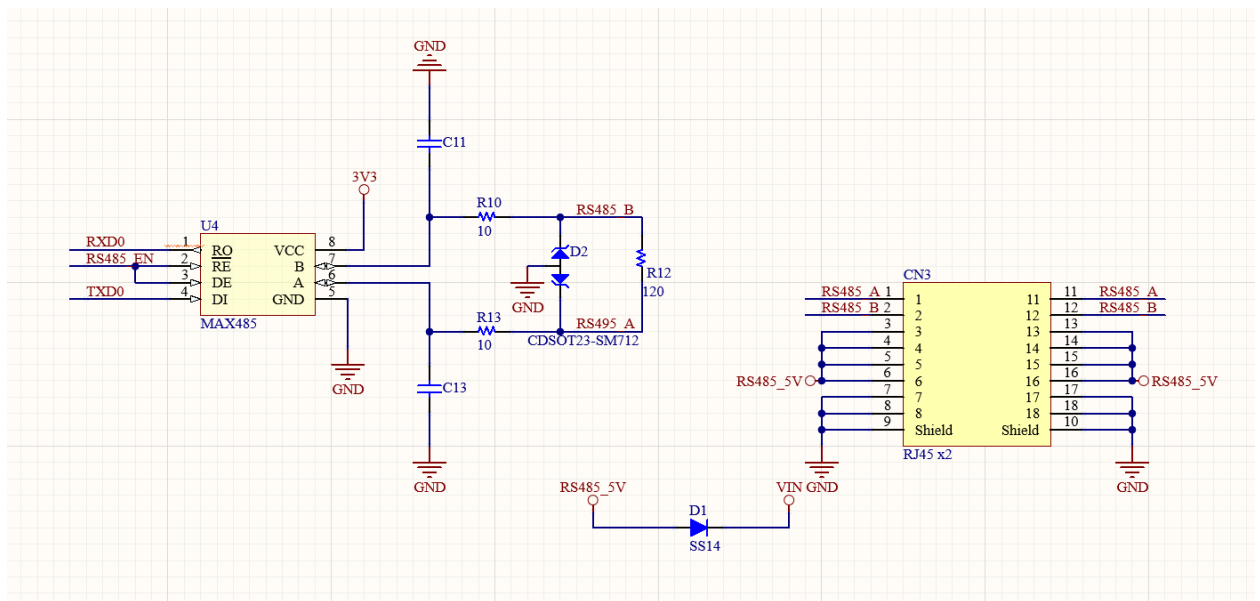 GND
C11
3V3
R10
10
RS485_B
D2
GND
R12
120
U4
RXD0
1
RO
VCC
8
RS485_EN
2
RE
B
7
3
DE
A
6
TXD0
4
DI
GND
5
MAX485
GND
R13
10
RS495_A
CDSOT23-SM712
C13
GND
CN3
RS485_A
1
1
11
11
RS485_A
RS485_B
2
2
12
12
RS485_B
3
3
13
13
4
4
14
14
5
5
15
15
RS485_5V
6
6
16
16
RS485_5V
7
7
17
17
8
8
18
18
9
Shield
Shield
10
RJ45 x2
GND
GND
RS485_5V
VIN
D1
SS14